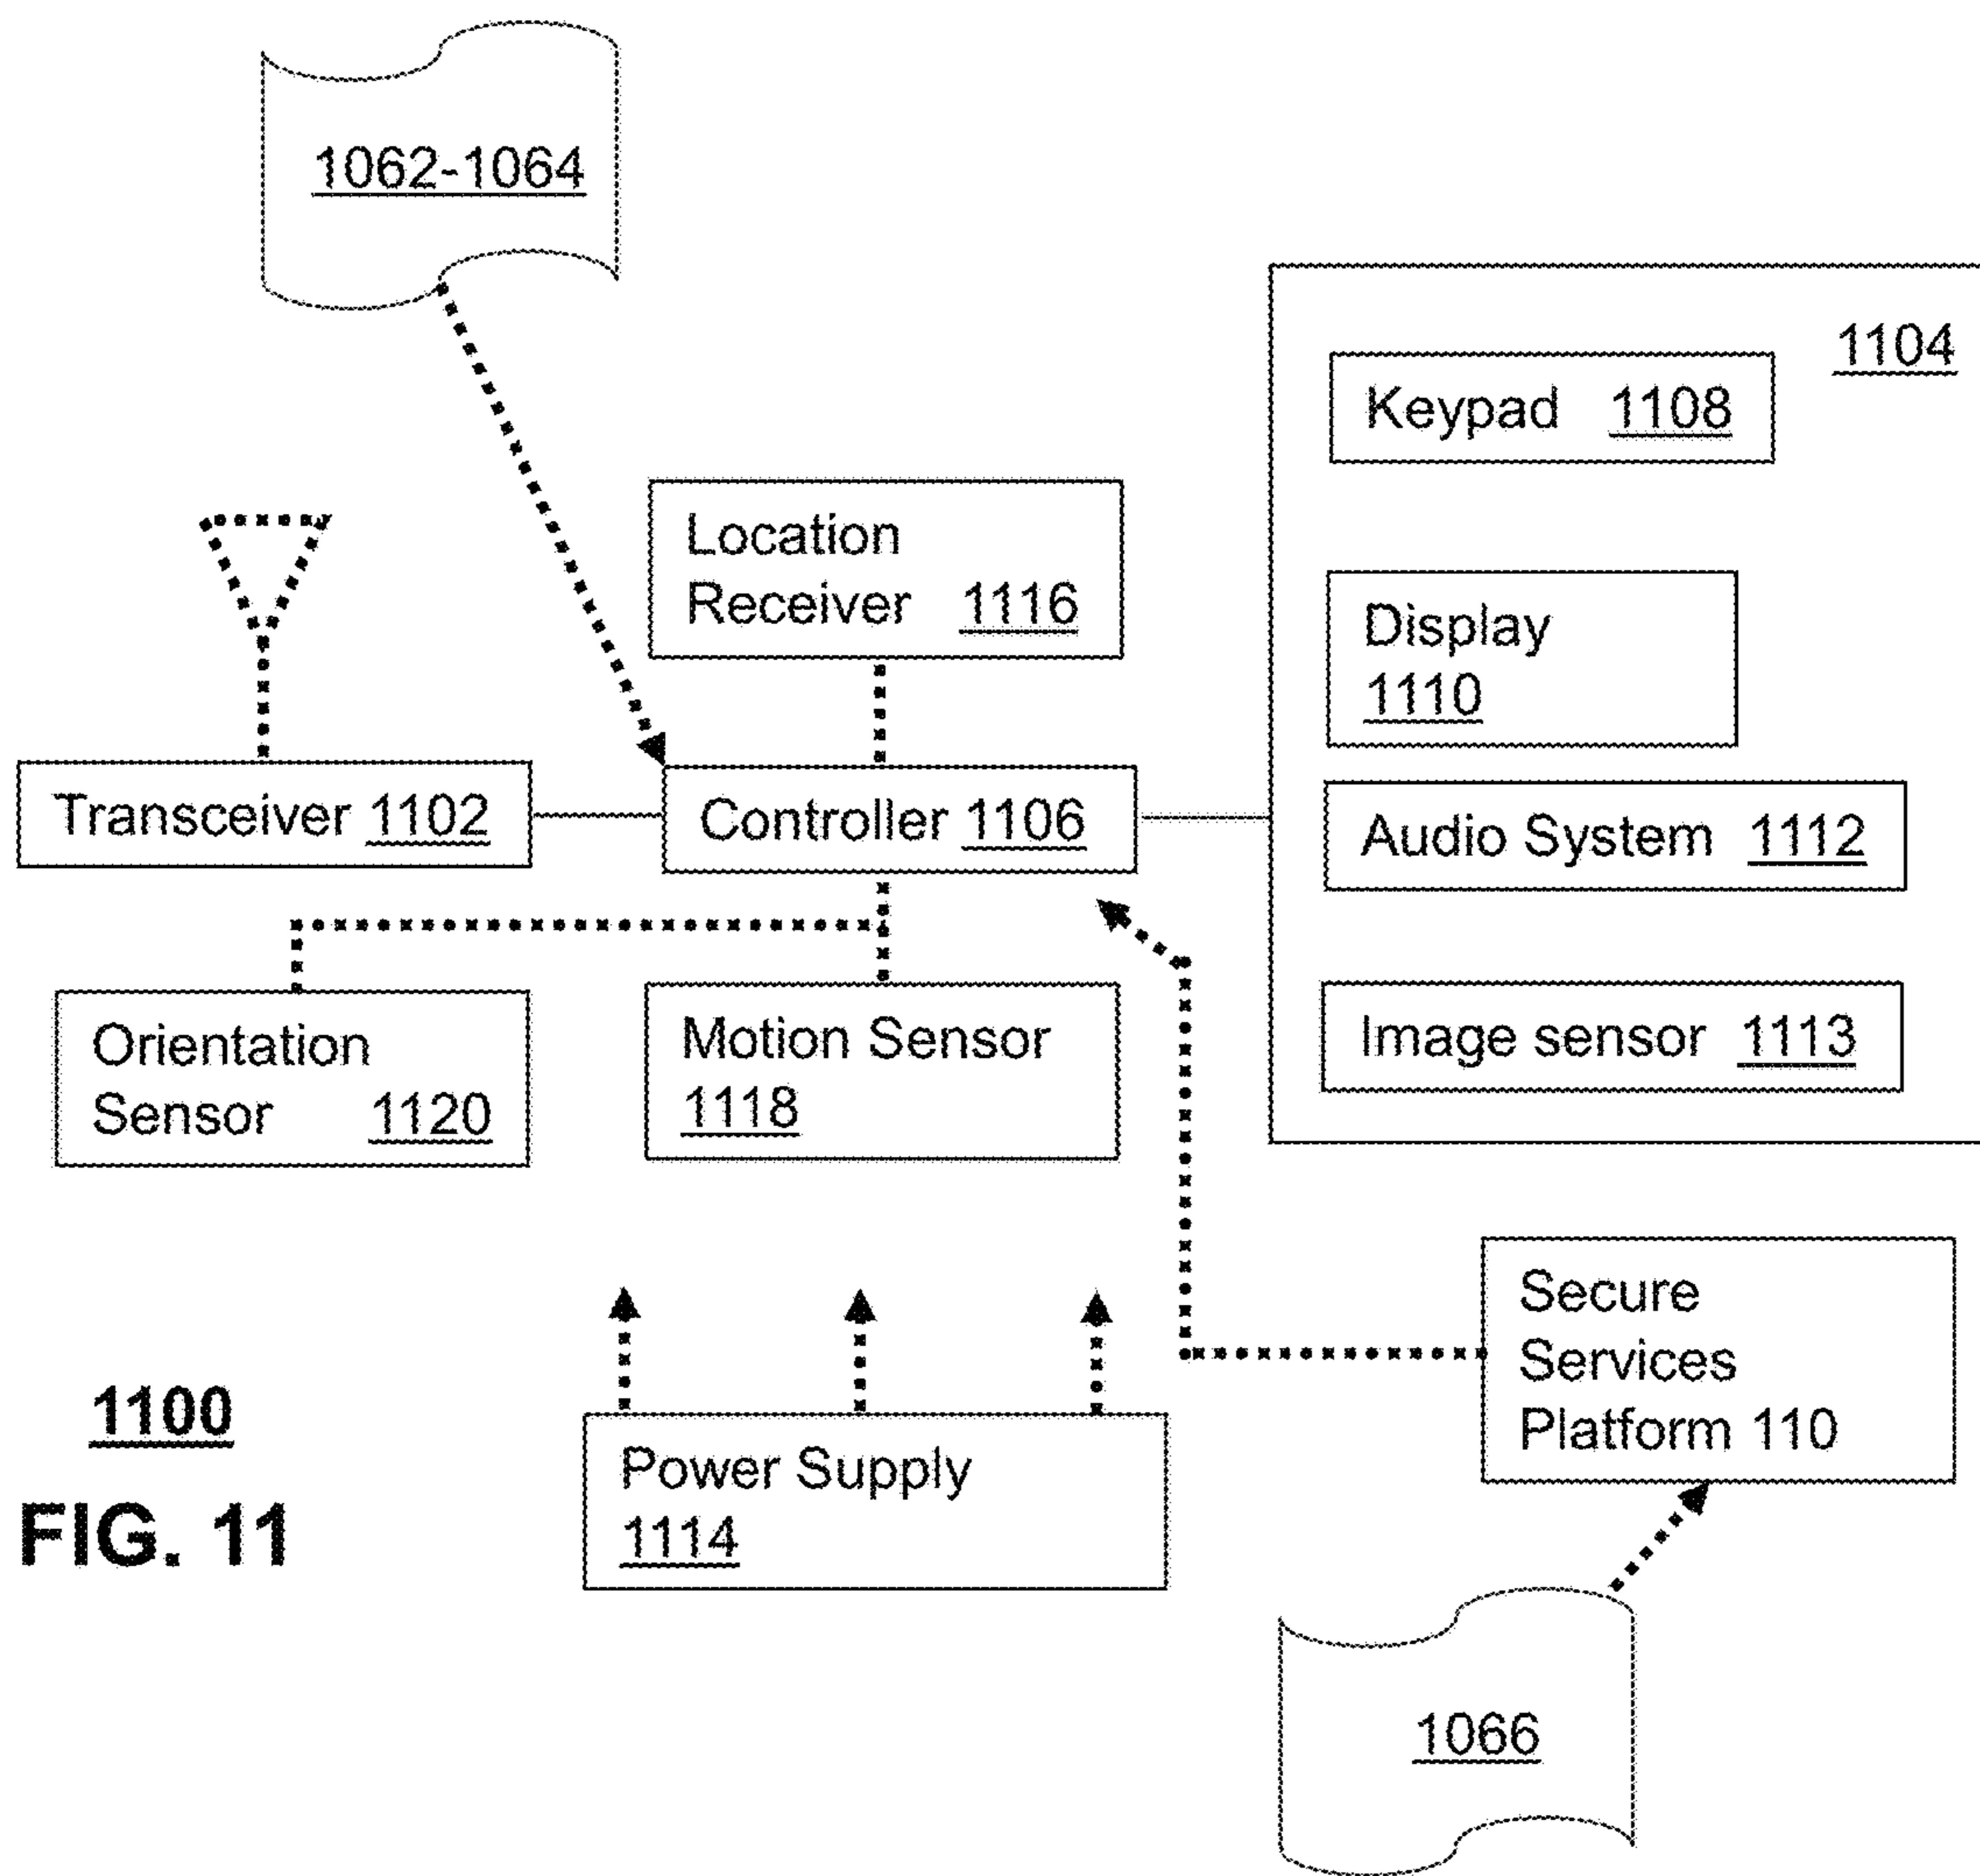 1062-1064
1104
Keypad 1108
Location
Receiver 1116
Display
1110
Transceiver 1102
Controller 1106
Audio System 1112
Orientation
Sensor 1120
Motion Sensor
1118
Image sensor 1113
Secure
Services
Platform 110
1100
FIG. 11
Power Supply
1114
1066